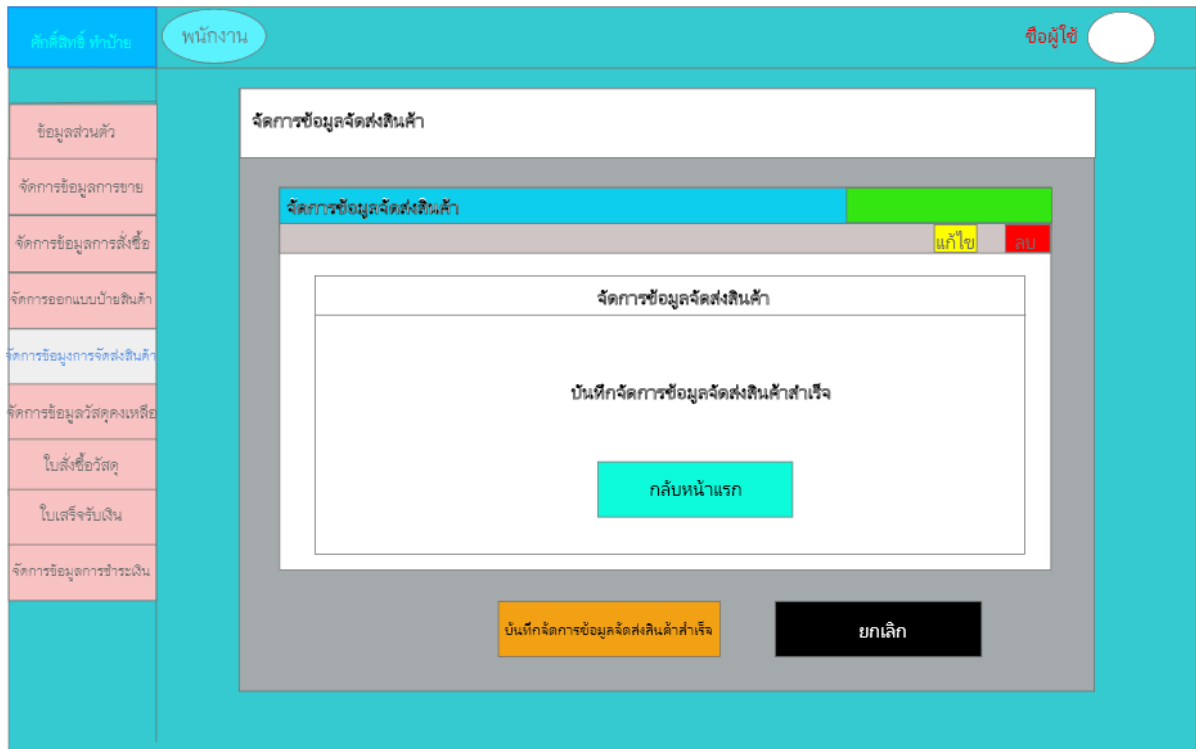 ศักดิ์สิทธิ์ ทำป้าย
พนักงาน
ชื่อผู้ใช้
ข้อมูลส่วนตัว
จัดการข้อมูลการขาย
จัดการข้อมูลการสั่งซื้อ
จัดการออกแบบป้ายสินค้า
จัดการข้อมูงการจัดส่งสินค้า
จัดการข้อมูลวัสดุคงเหลือ
ใบสั่งซื้อวัสดุ
ใบเสร็จรับเงิน
จัดการข้อมูลการชำระเงิน
จัดการข้อมูลจัดส่งสินค้า
จัดการข้อมูลจัดส่งสินค้า
แก้ไข
ลบ
จัดการข้อมูลจัดส่งสินค้า
บันทึกจัดการข้อมูลจัดส่งสินค้าสำเร็จ
กลับหน้าแรก
บันทึกจัดการข้อมูลจัดส่งสินค้าสำเร็จ
ยกเลิก